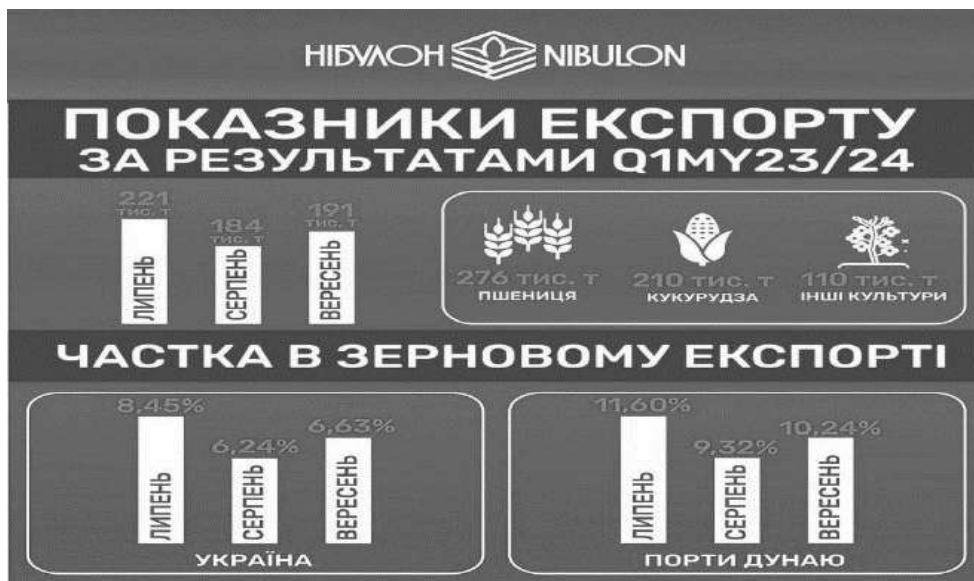 НІБУЛОН NIBULON
ПОКАЗНИКИ ЕКСПОРТУ
ЗА РЕЗУЛЬТАТАМИ Q1MY23/24
221
ТИС. Т
184
ТИС. Т
191
ТИС. Т
ЛИПЕНЬ
СЕРПЕНЬ
ВЕРЕСЕНЬ
276 ТИС. Т
ПШЕНИЦЯ
210 ТИС. Т
КУКУРУДЗА
110 ТИС. Т
ІНШІ КУЛЬТУРИ
ЧАСТКА В ЗЕРНОВОМУ ЕКСПОРТІ
8,45%
6,24%
6,63%
ЛИПЕНЬ
СЕРПЕНЬ
ВЕРЕСЕНЬ
УКРАЇНА
11,60%
9,32%
10,24%
ЛИПЕНЬ
СЕРПЕНЬ
ВЕРЕСЕНЬ
ПОРТИ ДУНАЮ